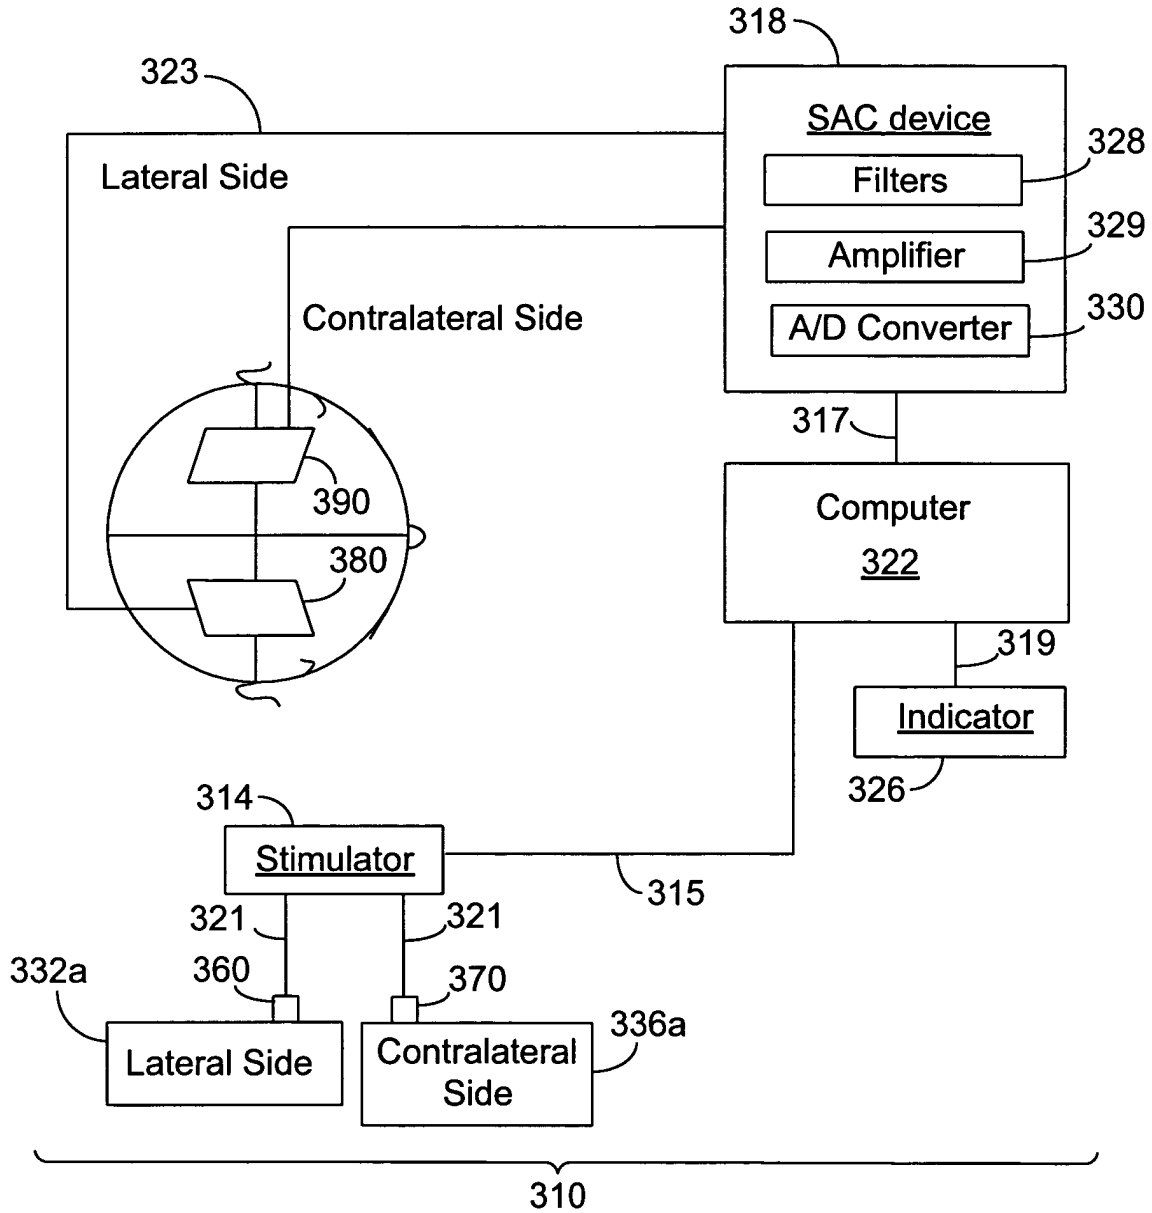 318
323
SAC device
328
Lateral Side
Filters
329
Amplifier
330
Contralateral Side
A/D Converter
317
390
Computer
380
322
319
Indicator
314
326
Stimulator
315
321
321
332a
360
370
336a
Lateral Side
Contralateral
Side
310